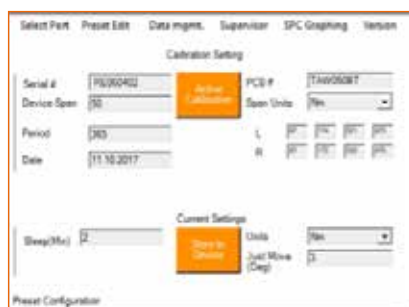 Select Part Preset Edit Data mgmt. Supervisor SPC Graphing Version
Calibration Setting
Serial # PCB #
Device Span 50 Active Calibration Span Units Nm
Period 365 L
Date 11.10.2017 R
Current Settings
Sleep(Min) 2 Store to Device Units Nm
Just Move (Deg) 3
Preset Configuration